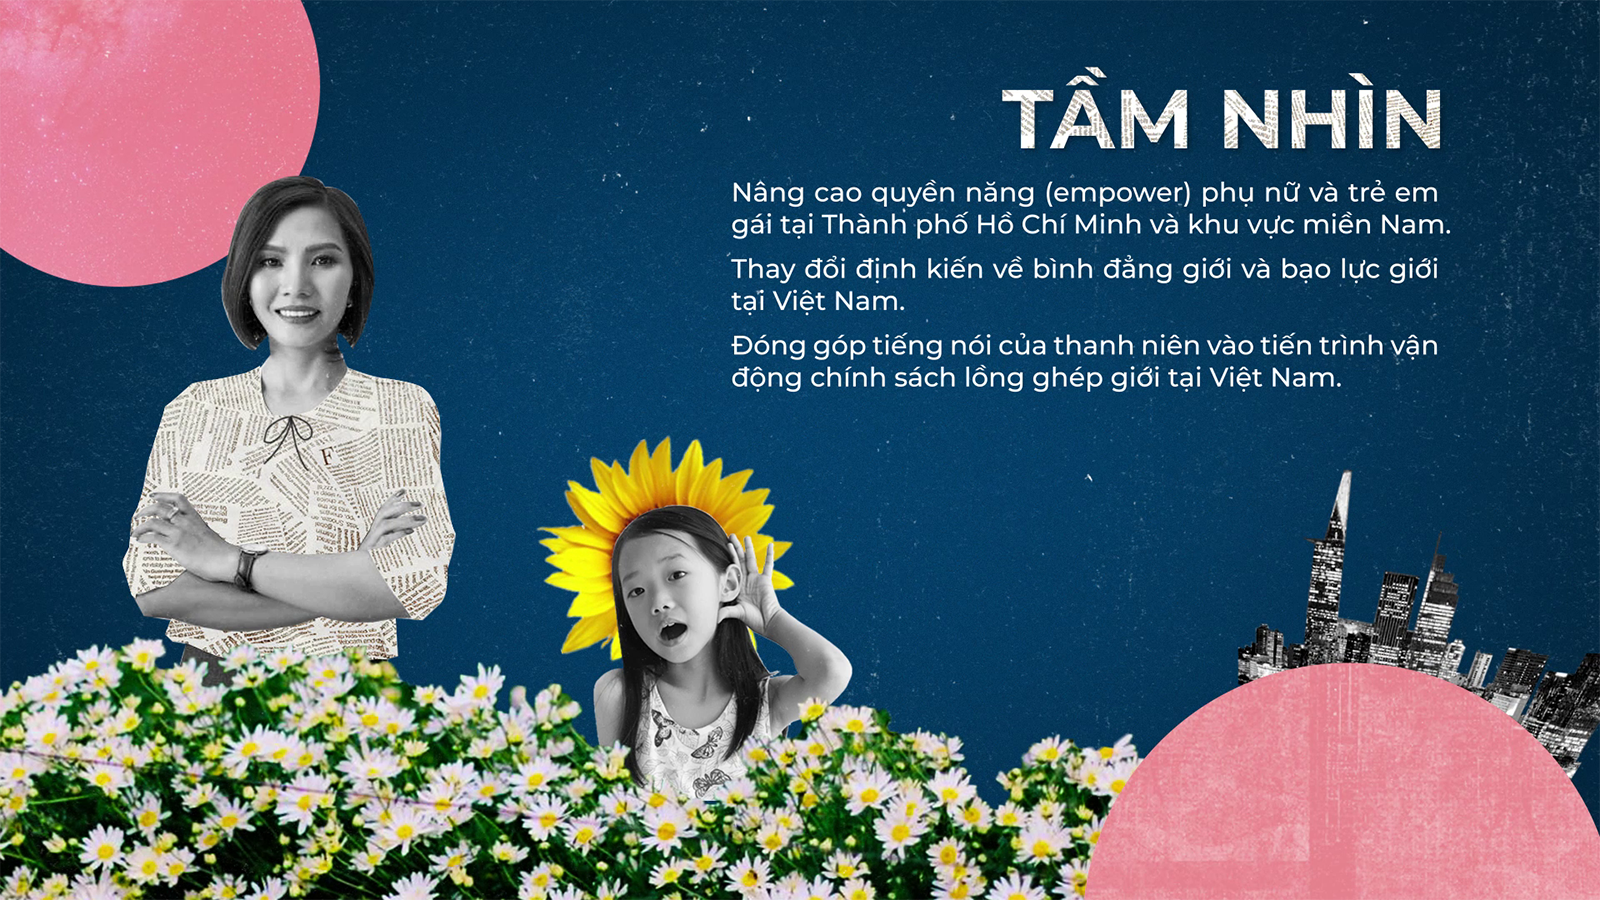 TẦM NHÌN
Nâng cao quyền năng (empower) phụ nữ và trẻ em
gái tại Thành phố Hồ Chí Minh và khu vực miền Nam.
Thay đổi định kiến về bình đẳng giới và bạo lực giới
tại Việt Nam.
Đóng góp tiếng nói của thanh niên vào tiến trình vận
động chính sách lồng ghép giới tại Việt Nam.